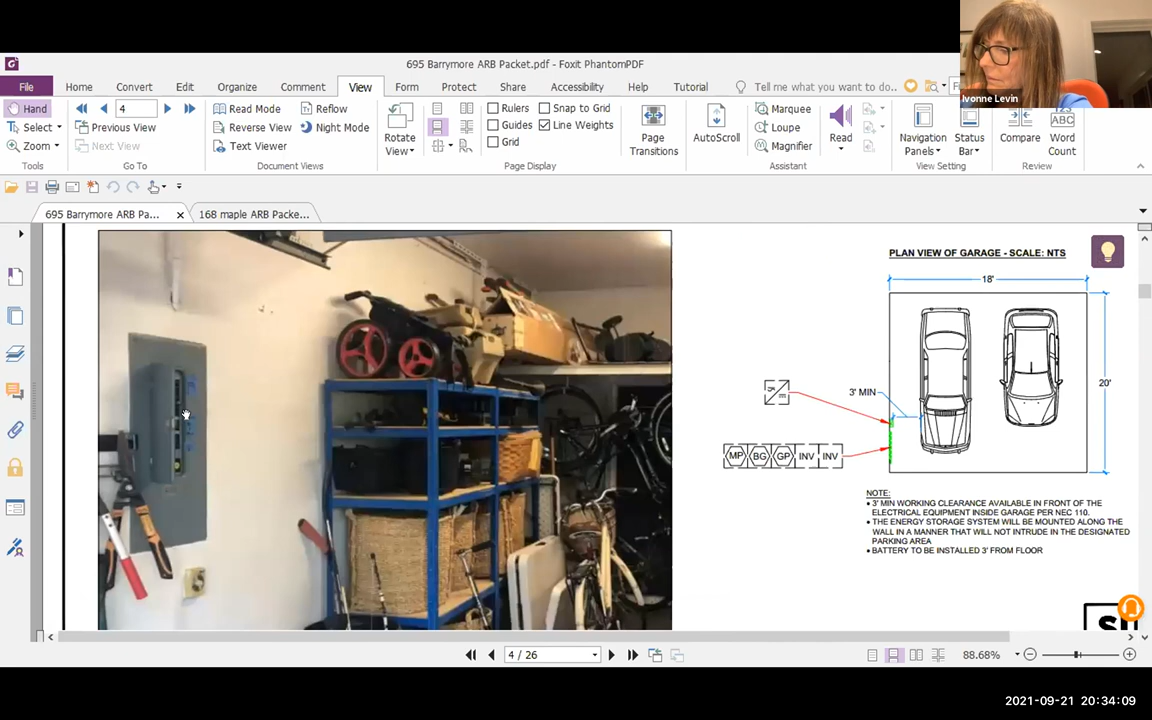 695 Barrymore ARB Packet.pdf - Foxit PhantomPDF
Ivonne Levin
File Home Convert Edit Organize Comment View Form Protect Share Accessibility Help Tutorial Tell me what you want to do..
Hand 4
Select Previous View
Zoom Next View
Tools Go To
Read Mode Reflow
Reverse View Night Mode
Text Viewer
Document Views
Rotate View
Rulers Snap to Grid
Guides Line Weights
Grid
Page Display
Page Transitions
AutoScroll
Marquee
Loupe
Magnifier
Assistant
Read
Navigation Panels
Status Bar
View Setting
Compare
Word Count
123
ABC
Review
695 Barrymore ARB Pa... 168 maple ARB Packe...
PLAN VIEW OF GARAGE - SCALE: NTS
18'
3' MIN
20'
MP BG GP INV INV
NOTE:
• 3' MIN WORKING CLEARANCE AVAILABLE IN FRONT OF THE
ELECTRICAL EQUIPMENT INSIDE GARAGE PER NEC 110.
• THE ENERGY STORAGE SYSTEM WILL BE MOUNTED ALONG THE
WALL IN A MANNER THAT WILL NOT INTRUDE IN THE DESIGNATED
PARKING AREA
• BATTERY TO BE INSTALLED 3' FROM FLOOR
4 / 26
88.68%
2021-09-21 20:34:09